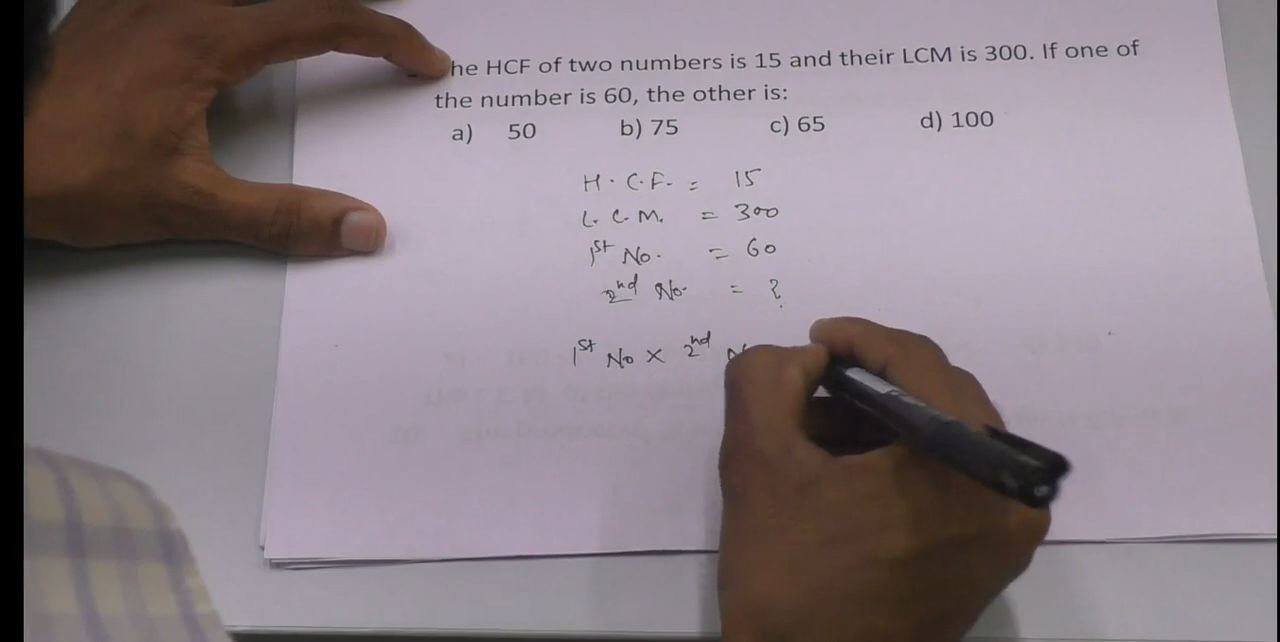 he HCF of two numbers is 15 and their LCM is 300. If one of
the number is 60, the other is:
a) 50 b) 75 c) 65 d) 100
H.C.F. = 15
L.C.M. = 300
1st No. = 60
2nd No. = ?
1st No x 2nd N